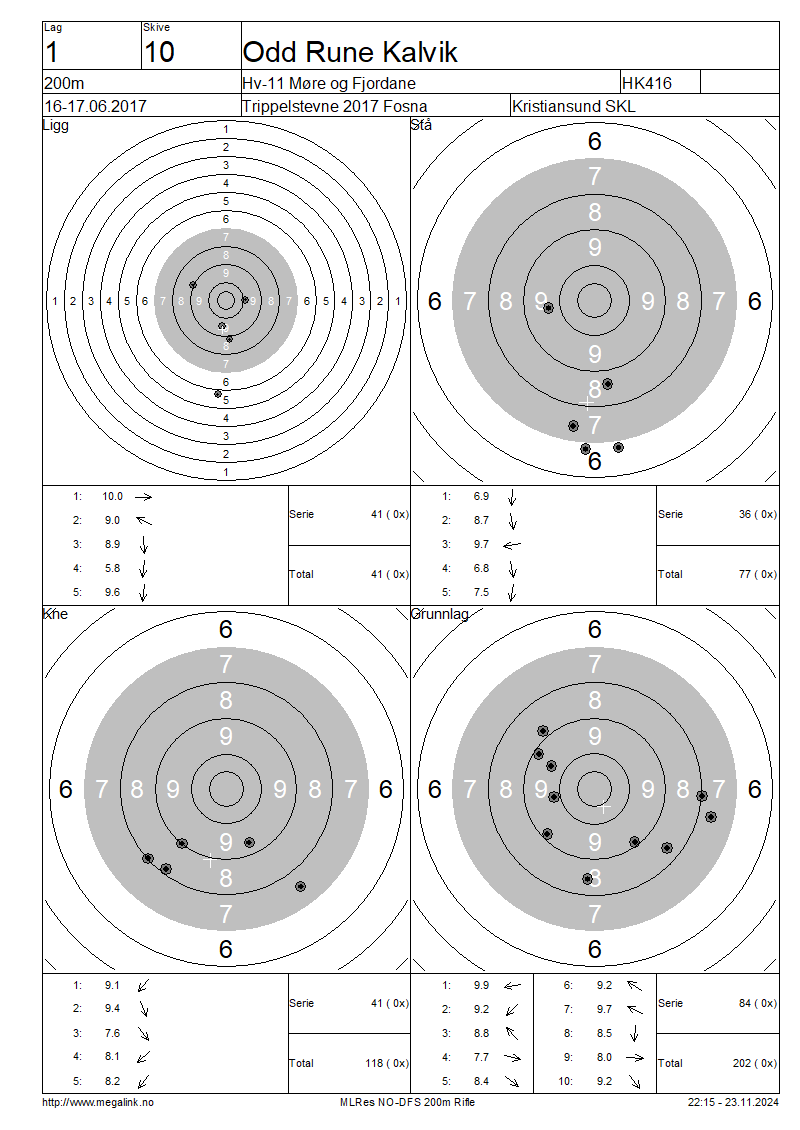 Lag
Skive
1
10
Odd Rune Kalvik
200m
Hv-11 Møre og Fjordane
HK416
16-17.06.2017
Trippelstevne 2017 Fosna
Kristiansund SKL
Ligg
1
2
3
4
5
6
7
8
9
1 2 3 4 5 6 7 8 9 9 8 7 6 5 4 3 2 1
9
8
7
6
5
4
3
2
1
Stå
6
7
8
9
6 7 8 9 9 8 7 6
9
8
7
6
1: 10.0
2: 9.0
3: 8.9
4: 5.8
5: 9.6
Serie 41 ( 0x)
Total 41 ( 0x)
1: 6.9
2: 8.7
3: 9.7
4: 6.8
5: 7.5
Serie 36 ( 0x)
Total 77 ( 0x)
Kne
6
7
8
9
6 7 8 9 9 8 7 6
9
8
7
6
Grunnlag
6
7
8
9
6 7 8 9 9 8 7 6
9
8
7
6
1: 9.1
2: 9.4
3: 7.6
4: 8.1
5: 8.2
Serie 41 ( 0x)
Total 118 ( 0x)
1: 9.9
2: 9.2
3: 8.8
4: 7.7
5: 8.4
6: 9.2
7: 9.7
8: 8.5
9: 8.0
10: 9.2
Serie 84 ( 0x)
Total 202 ( 0x)
http://www.megalink.no
MLRes NO-DFS 200m Rifle
22:15 - 23.11.2024